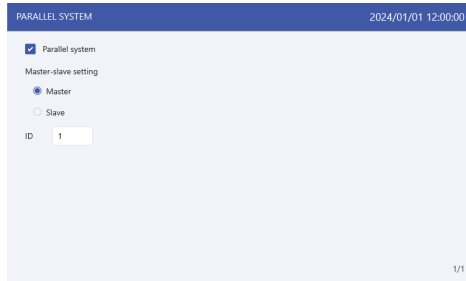 PARALLEL SYSTEM 2024/01/01 12:00:00
Parallel system
Master-slave setting
Master
Slave
ID 1
1/1